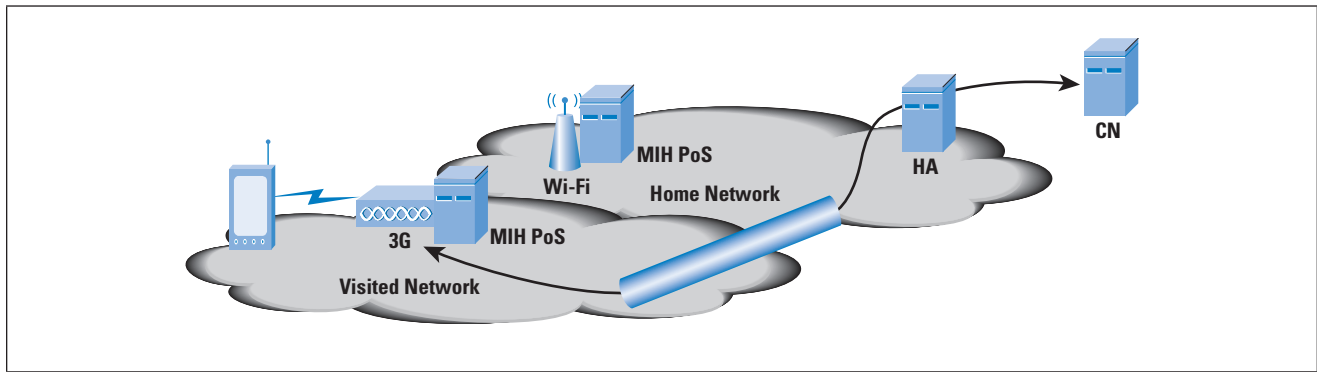 CN
MIH PoS
HA
Wi-Fi
Home Network
3G
MIH PoS
Visited Network